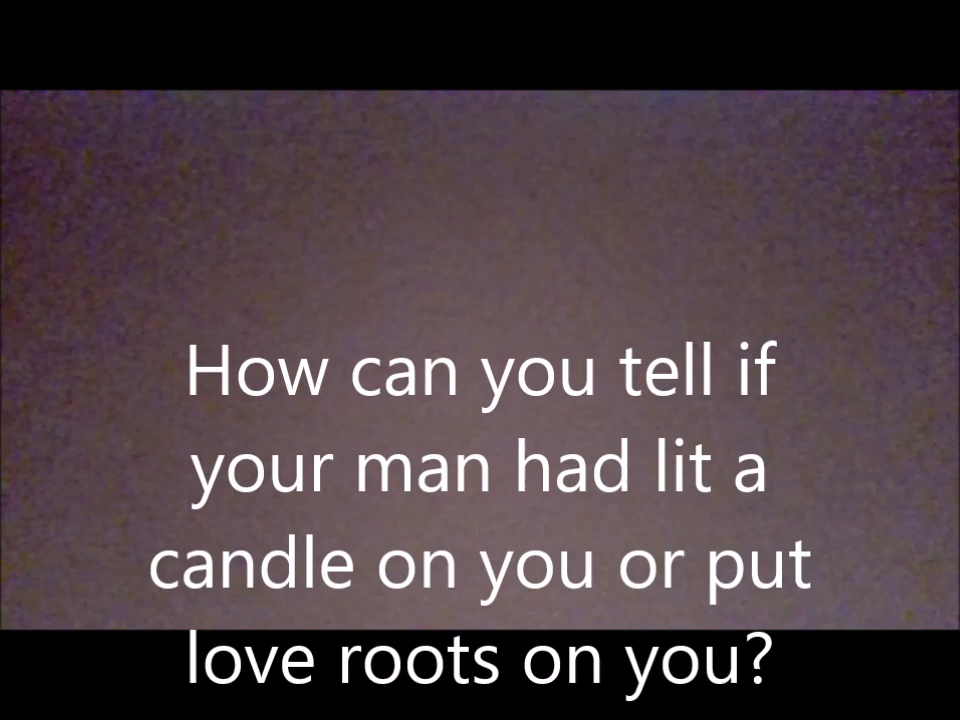 How can you tell if
your man had lit a
candle on you or put
love roots on you?